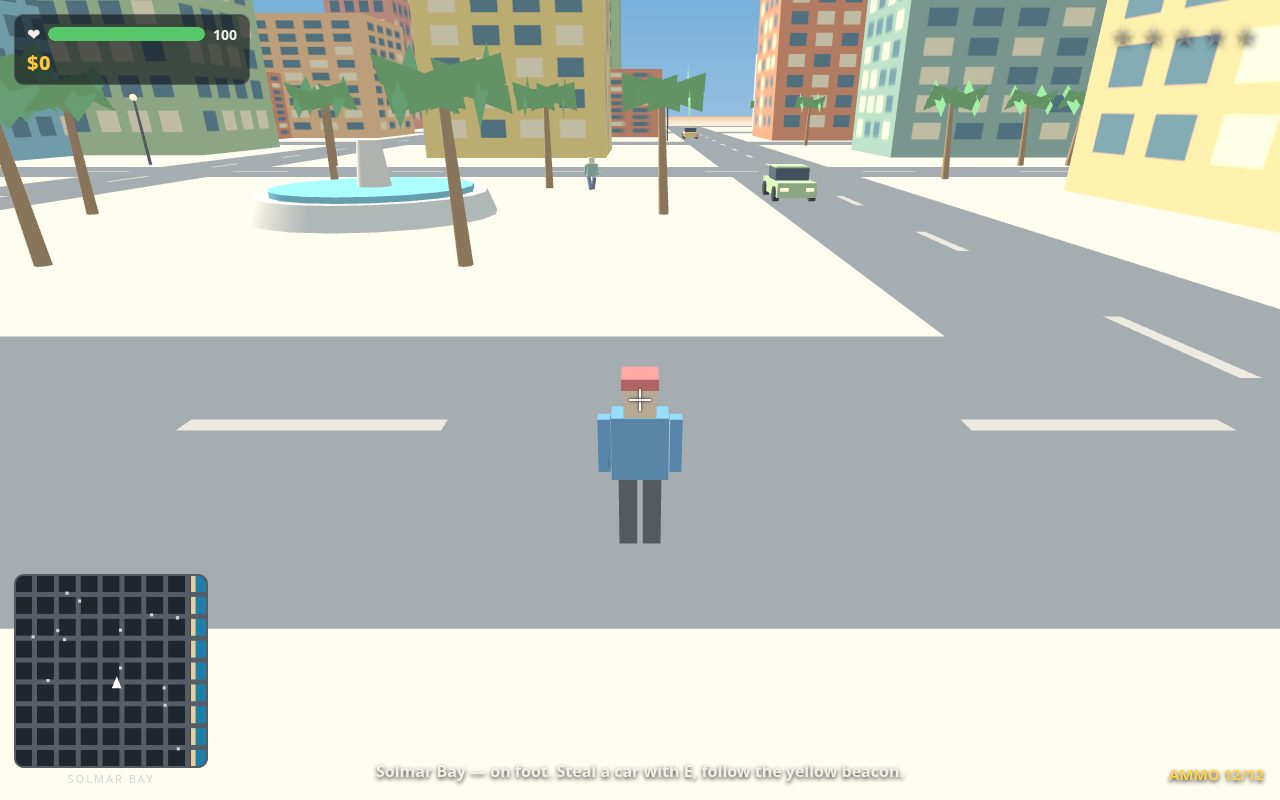 100
$0
SOLMAR BAY
Solmar Bay — on foot. Steal a car with E, follow the yellow beacon.
AMMO 12/12